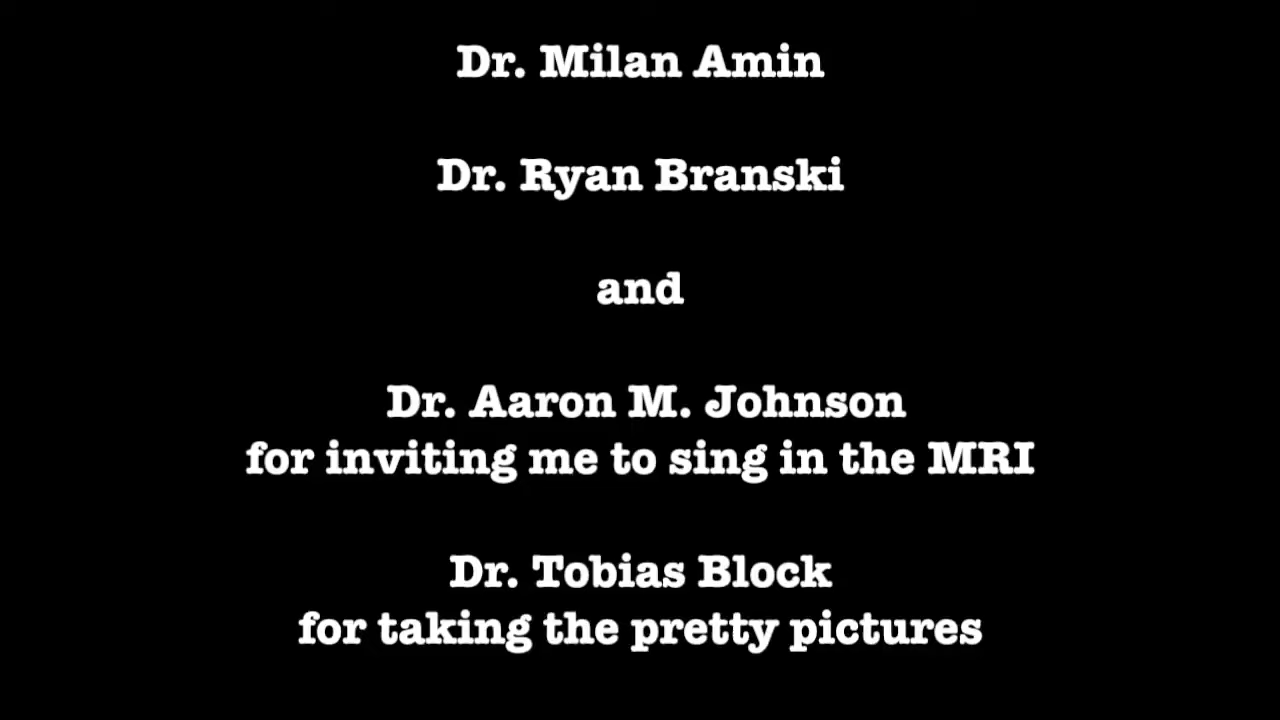 Dr. Milan Amin
Dr. Ryan Branski
and
Dr. Aaron M. Johnson
for inviting me to sing in the MRI
Dr. Tobias Block
for taking the pretty pictures